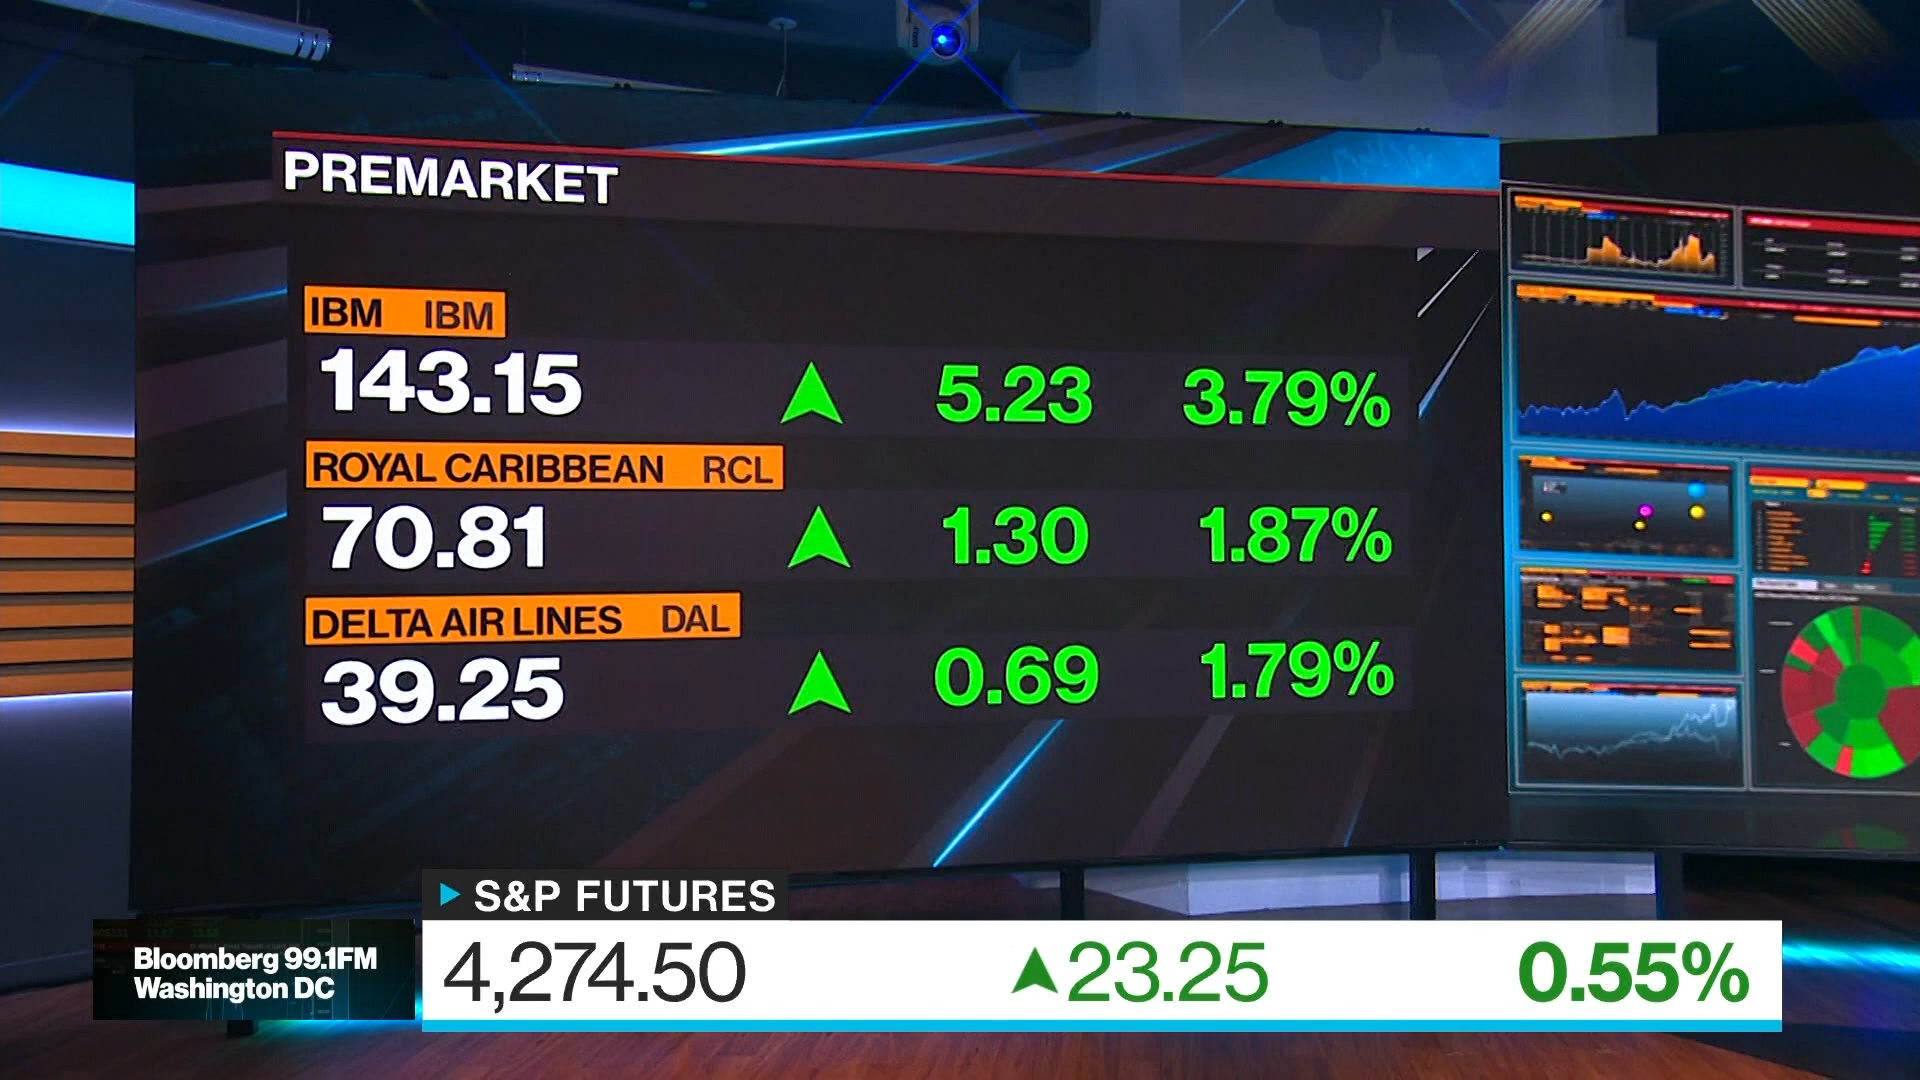 PREMARKET
IBM IBM
143.15 ▲ 5.23 3.79%
ROYAL CARIBBEAN RCL
70.81 ▲ 1.30 1.87%
DELTA AIR LINES DAL
39.25 ▲ 0.69 1.79%
S&P FUTURES
4,274.50 ▲23.25 0.55%
Bloomberg 99.1FM
Washington DC